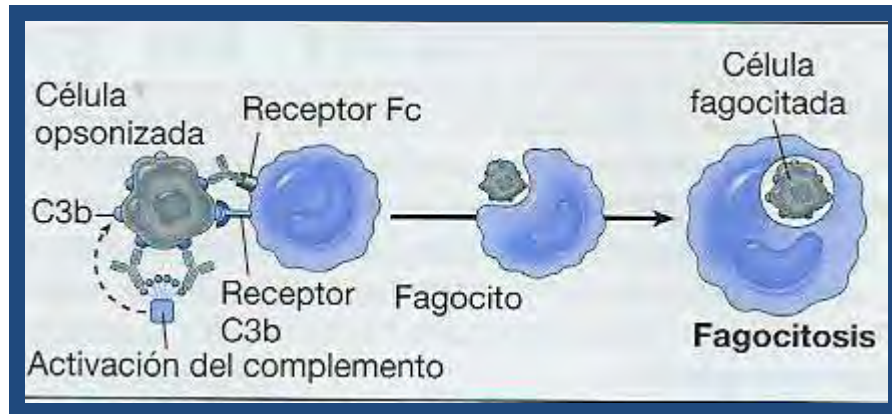 Célula
opsonizada
Receptor Fc
C3b
Receptor
C3b
Activación del complemento
Fagocito
Célula
fagocitada
Fagocitosis